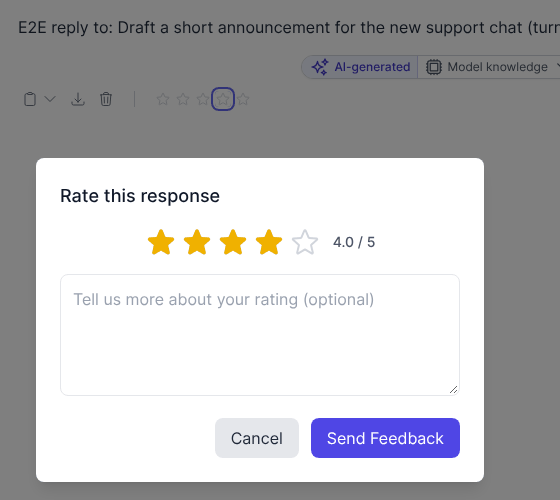 E2E reply to: Draft a short announcement for the new support chat (turn
AI-generated
Model knowledge
Rate this response
4.0 / 5
Tell us more about your rating (optional)
Cancel
Send Feedback